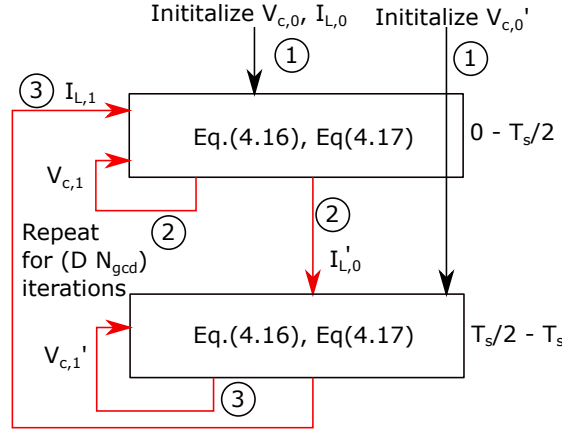 Inititalize V_c,0, I_L,0
Inititalize V_c,0'
1
1
3 I_L,1
Eq.(4.16), Eq(4.17)
0 - T_s/2
V_c,1
2
2
Repeat
for (D N_gcd)
iterations
I_L,0'
Eq.(4.16), Eq(4.17)
T_s/2 - T_s
V_c,1'
3